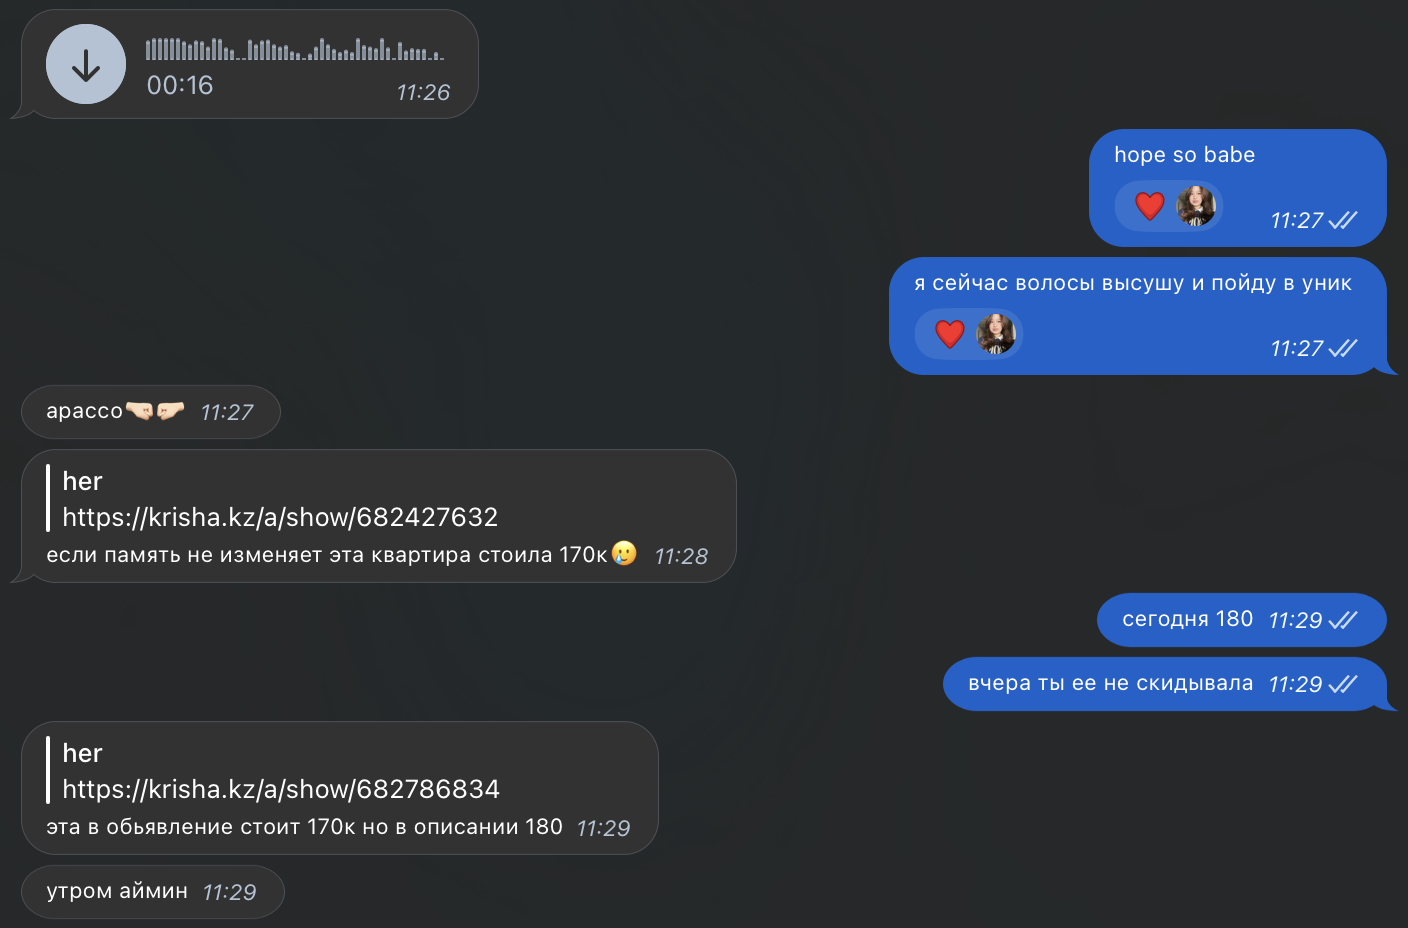 00:16
11:26
hope so babe
11:27
я сейчас волосы высушу и пойду в уник
11:27
арассо🤜🏻🤛🏻 11:27
her
https://krisha.kz/a/show/682427632
если память не изменяет эта квартира стоила 170к🥲 11:28
сегодня 180 11:29
вчера ты ее не скидывала 11:29
her
https://krisha.kz/a/show/682786834
эта в обьявление стоит 170к но в описании 180 11:29
утром аймин 11:29